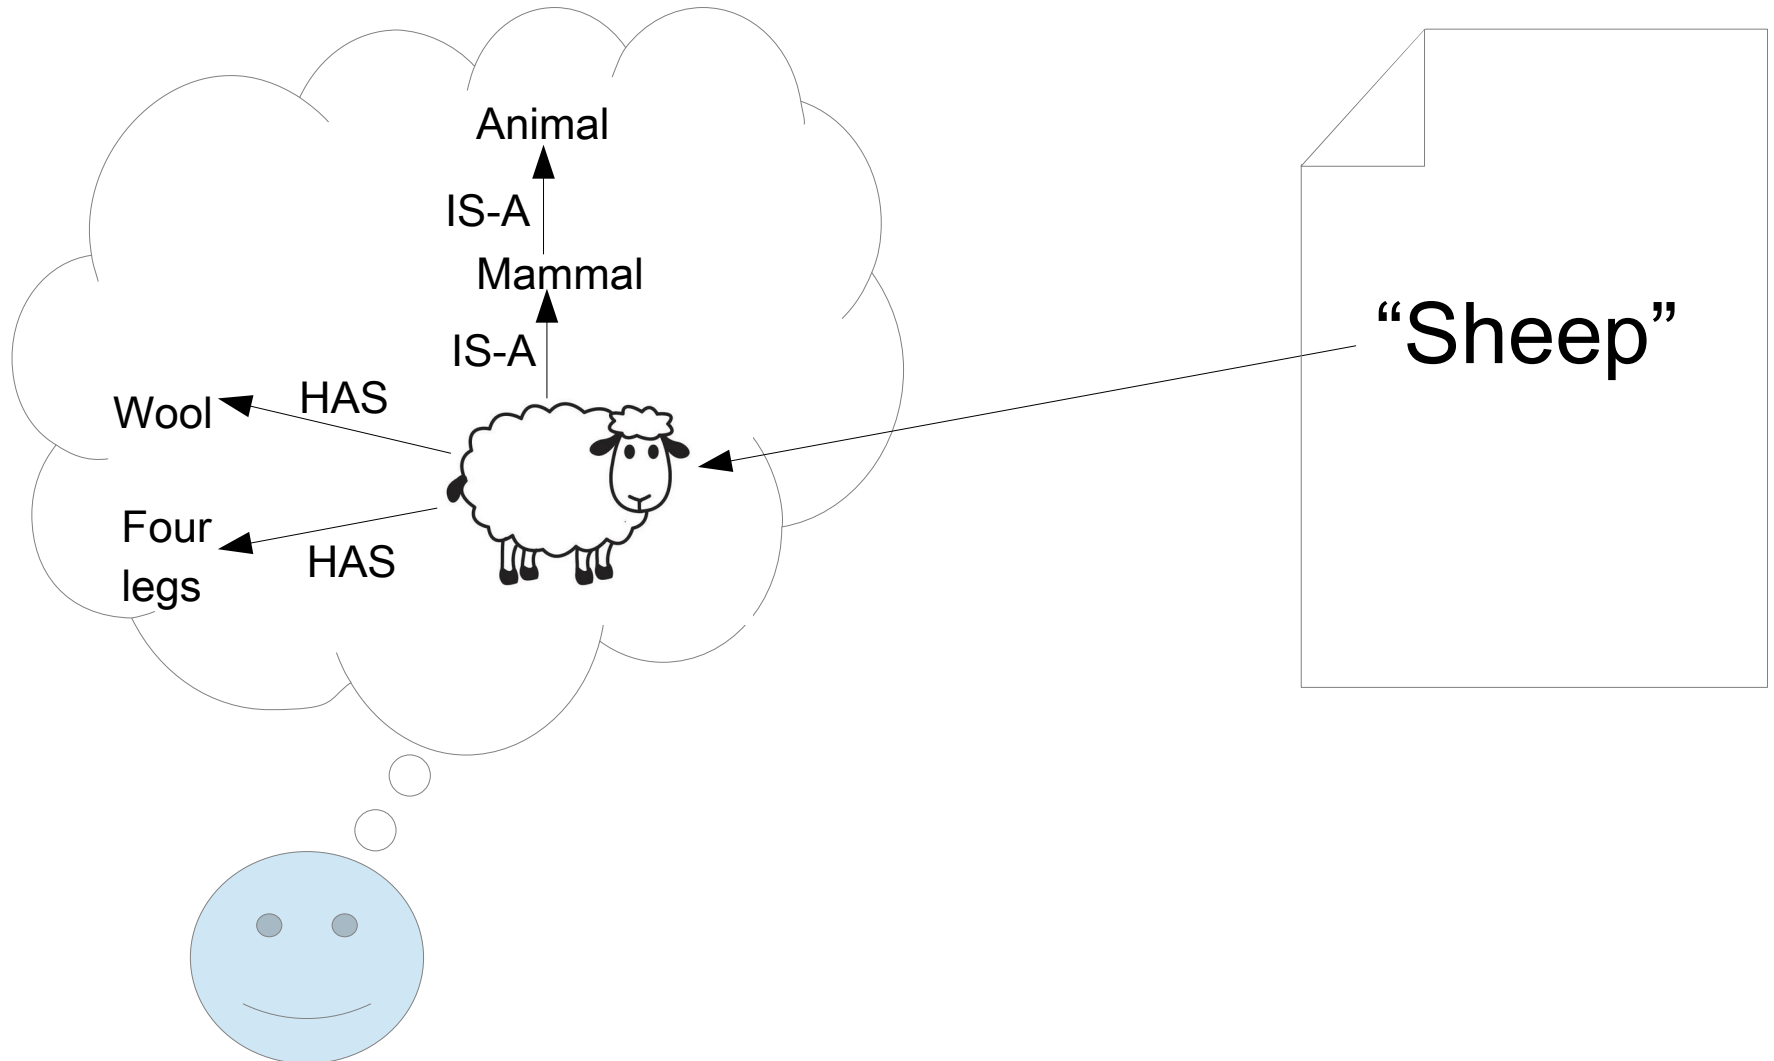 Animal
IS-A
Mammal
IS-A
“Sheep”
HAS
Wool
Four
legs
HAS